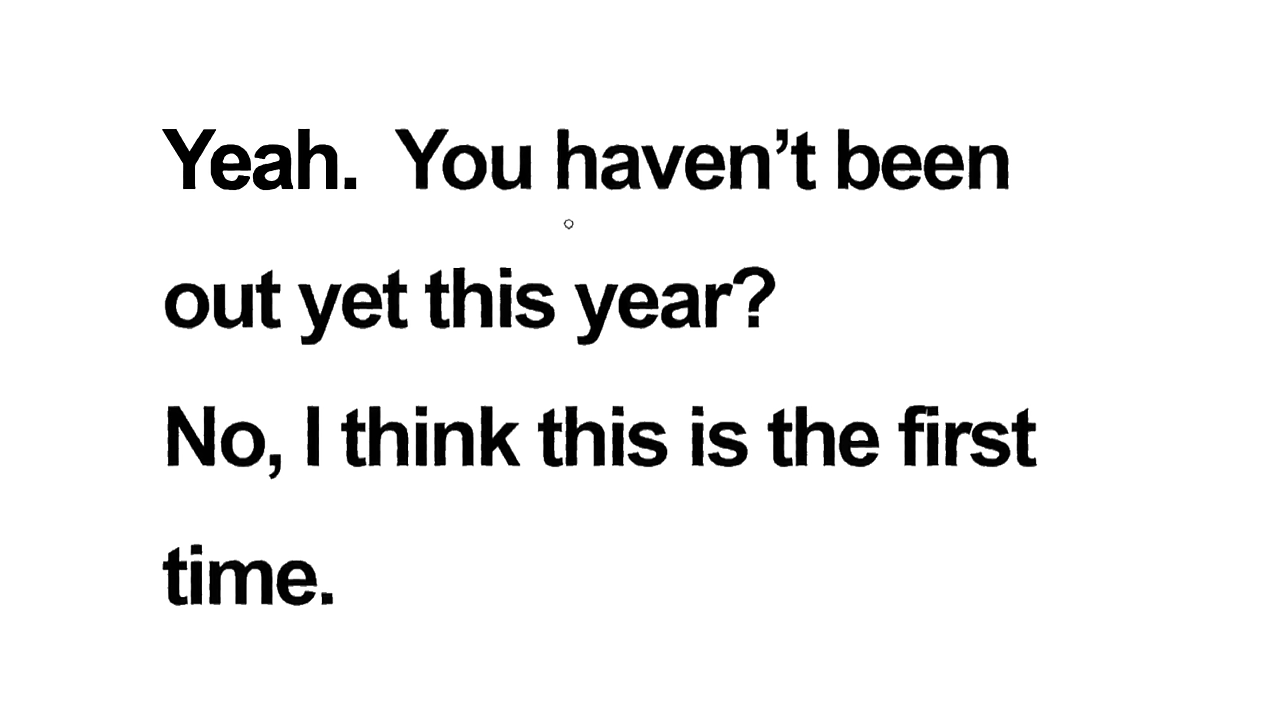 Yeah.  You haven’t been
out yet this year?
No, I think this is the first
time.